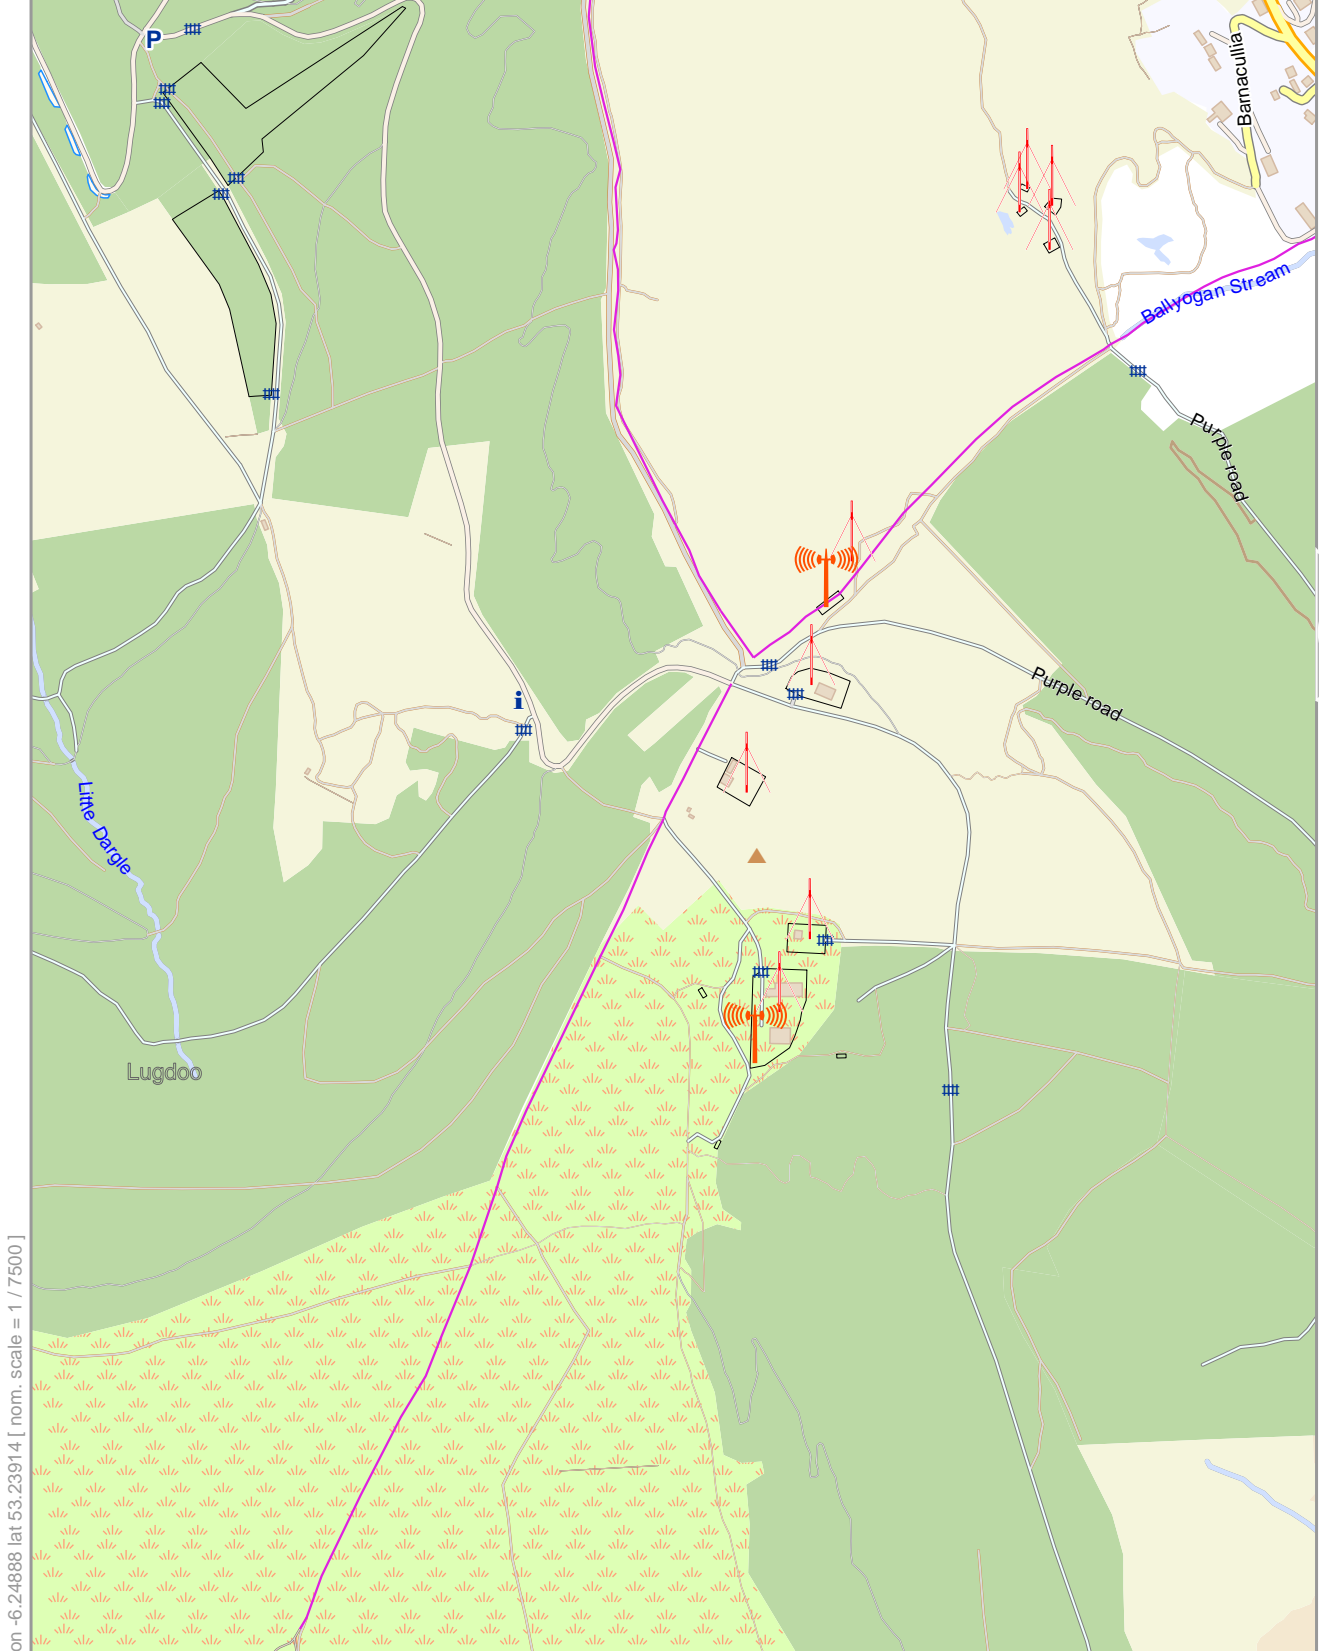 P
Barnacullia
Ballyogan Stream
Purple road
i
Purple road
Little Dargle
Lugdoo
on -6.24888 lat 53.23914 [ nom. scale = 1 / 7500 ]